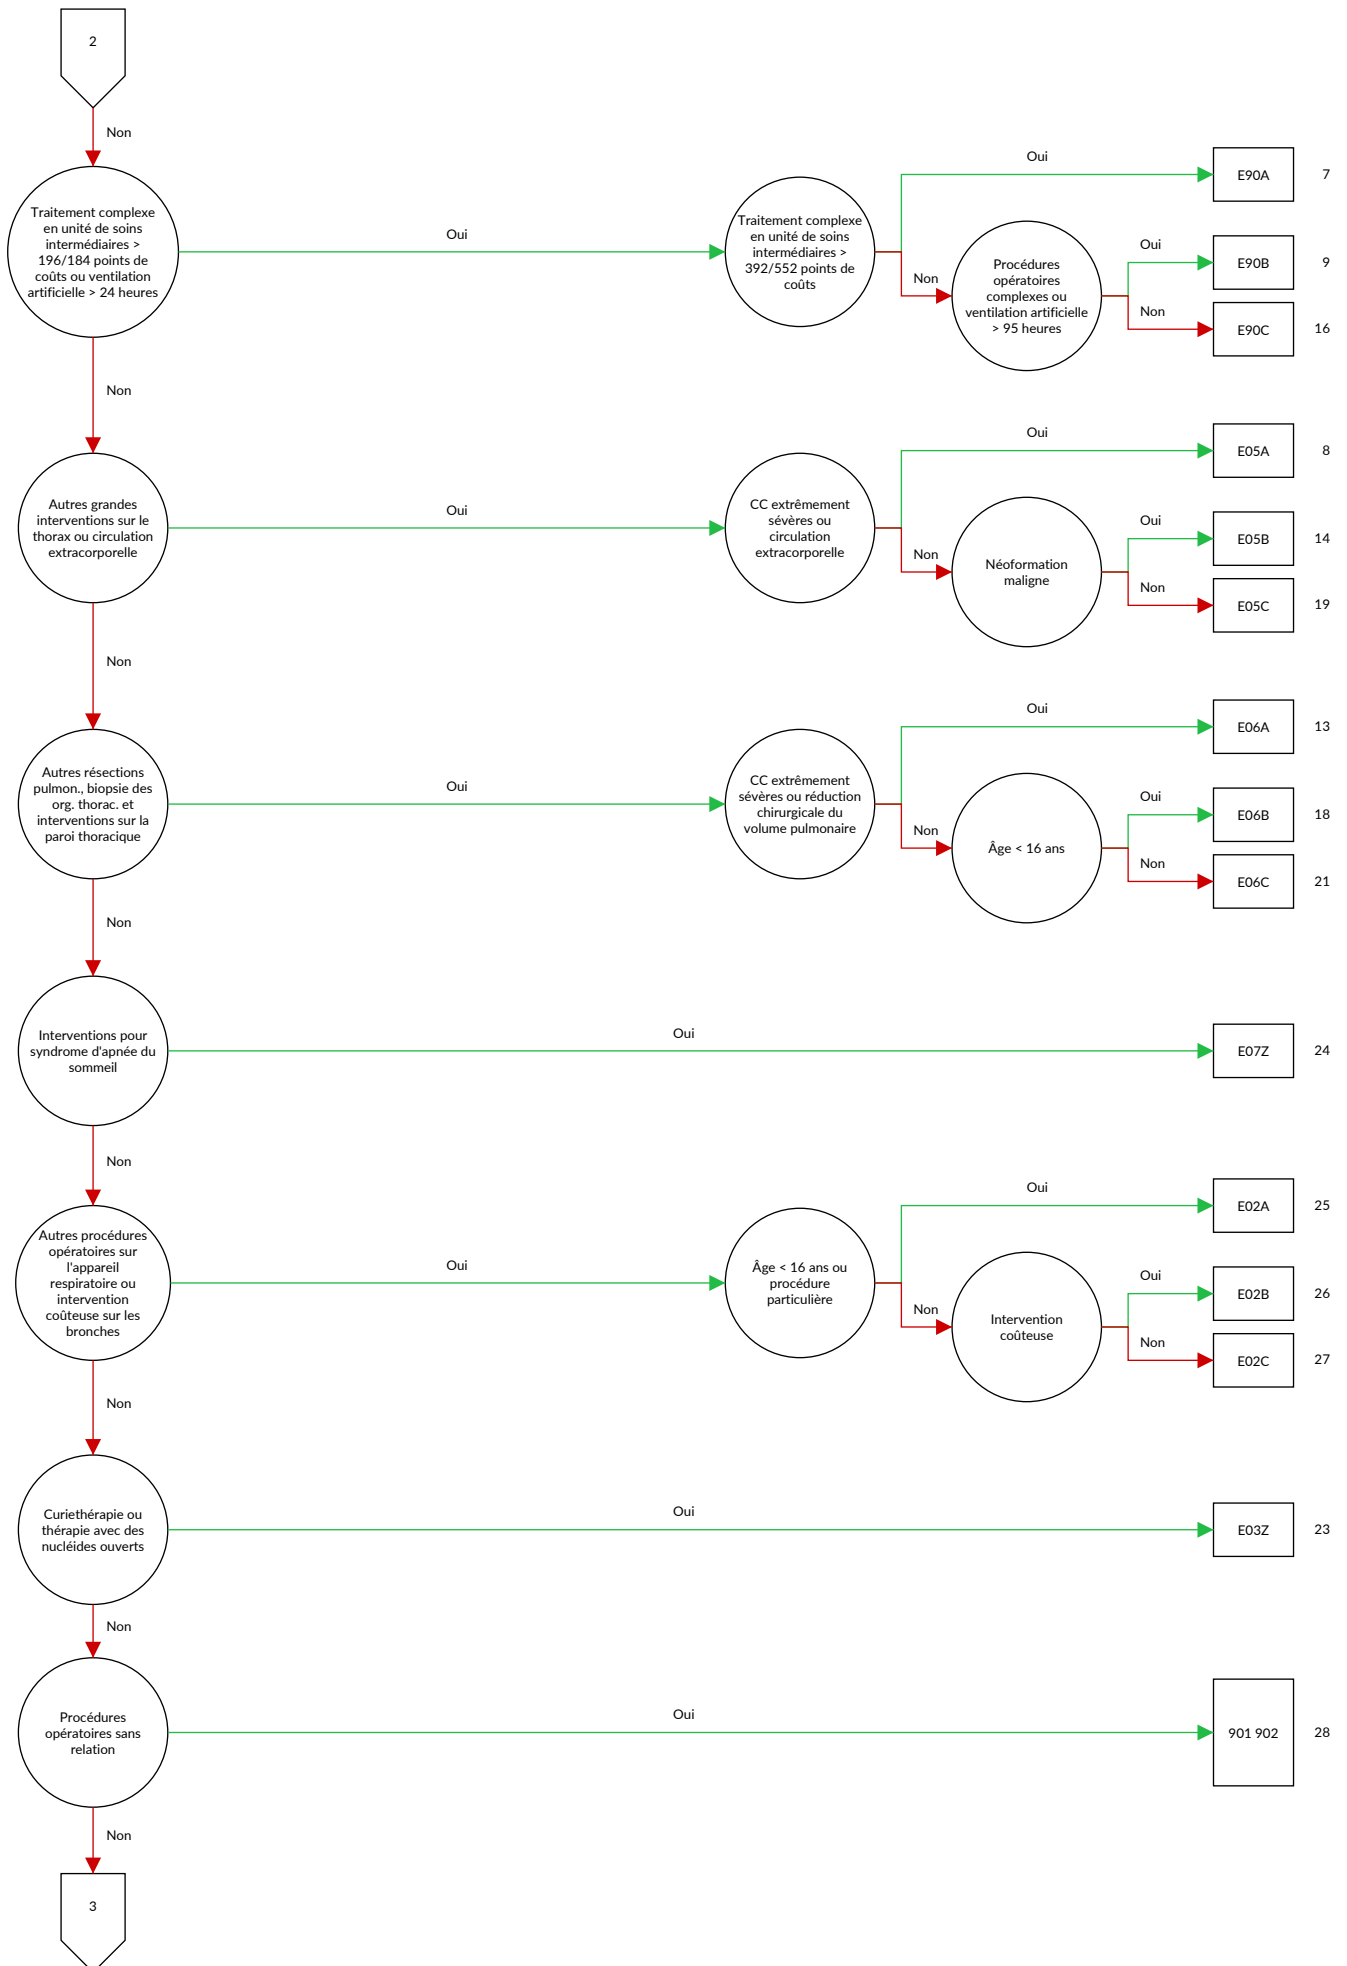 2
Non
Traitement complexe
en unité de soins
intermédiaires >
196/184 points de
coûts ou ventilation
artificielle > 24 heures
Oui
Traitement complexe
en unité de soins
intermédiaires >
392/552 points de
coûts
Oui
E90A
7
Non
Procédures
opératoires
complexes ou
ventilation artificielle
> 95 heures
Oui
E90B
9
Non
E90C
16
Non
Autres grandes
interventions sur le
thorax ou circulation
extracorporelle
Oui
CC extrêmement
sévères ou
circulation
extracorporelle
Oui
E05A
8
Non
Néoformation
maligne
Oui
E05B
14
Non
E05C
19
Non
Autres résections
pulmon., biopsie des
org. thorac. et
interventions sur la
paroi thoracique
Oui
CC extrêmement
sévères ou réduction
chirurgicale du
volume pulmonaire
Oui
E06A
13
Non
Âge < 16 ans
Oui
E06B
18
Non
E06C
21
Non
Interventions pour
syndrome d'apnée du
sommeil
Oui
E07Z
24
Non
Autres procédures
opératoires sur
l'appareil
respiratoire ou
intervention
coûteuse sur les
bronches
Oui
Âge < 16 ans ou
procédure
particulière
Oui
E02A
25
Non
Intervention
coûteuse
Oui
E02B
26
Non
E02C
27
Non
Curiethérapie ou
thérapie avec des
nucléides ouverts
Oui
E03Z
23
Non
Procédures
opératoires sans
relation
Oui
901 902
28
Non
3